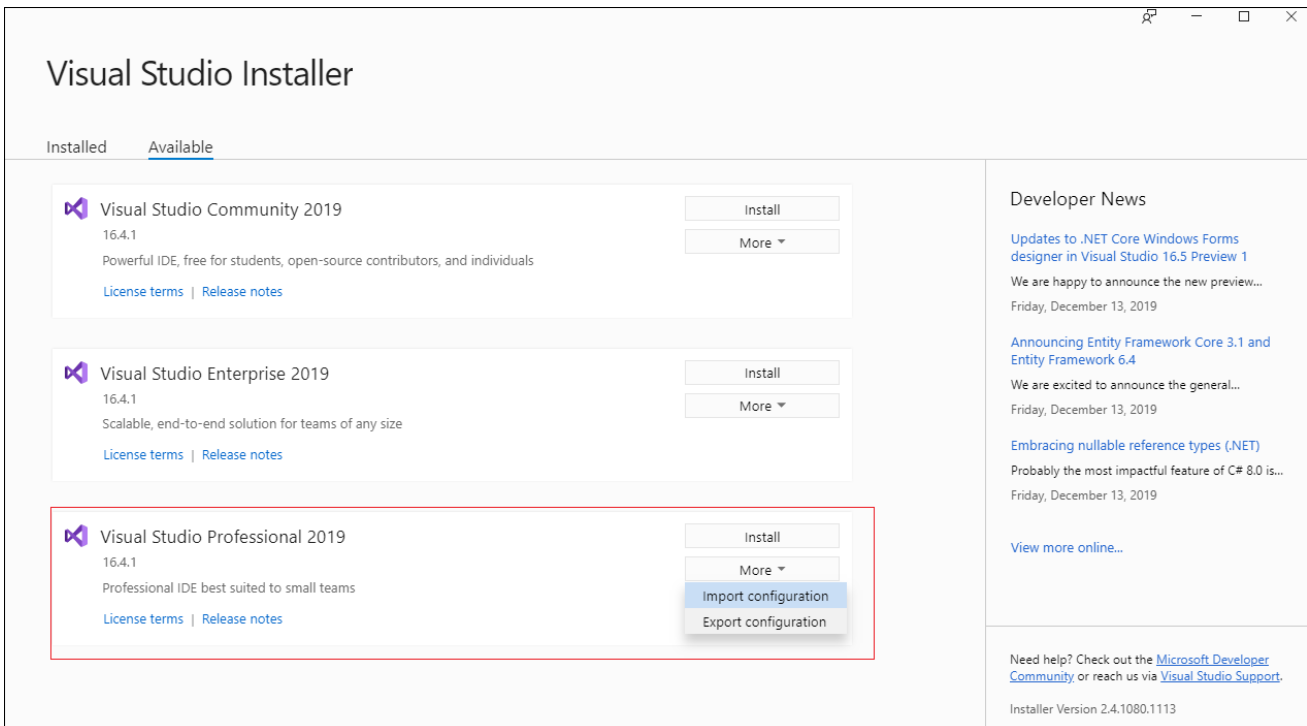 Visual Studio Installer
Installed
Available
Visual Studio Community 2019
16.4.1
Powerful IDE, free for students, open-source contributors, and individuals
License terms | Release notes
Install
More
Visual Studio Enterprise 2019
16.4.1
Scalable, end-to-end solution for teams of any size
License terms | Release notes
Install
More
Visual Studio Professional 2019
16.4.1
Professional IDE best suited to small teams
License terms | Release notes
Install
More
Import configuration
Export configuration
Developer News
Updates to .NET Core Windows Forms
designer in Visual Studio 16.5 Preview 1
We are happy to announce the new preview...
Friday, December 13, 2019
Announcing Entity Framework Core 3.1 and
Entity Framework 6.4
We are excited to announce the general...
Friday, December 13, 2019
Embracing nullable reference types (.NET)
Probably the most impactful feature of C# 8.0 is...
Friday, December 13, 2019
View more online...
Need help? Check out the Microsoft Developer
Community or reach us via Visual Studio Support.
Installer Version 2.4.1080.1113